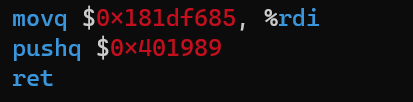 movq $0x181df685, %rdi
pushq $0x401989
ret